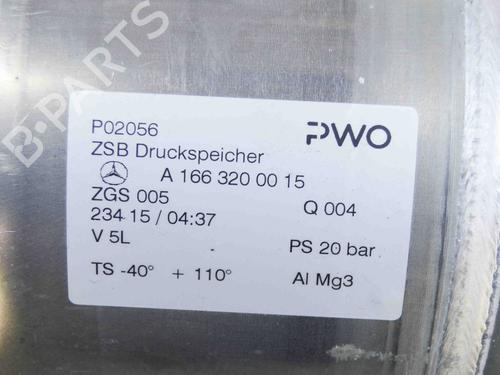 B-PARTS
P02056
PWO
ZSB Druckspeicher
A 166 320 00 15
ZGS 005
Q 004
234 15 / 04:37
V 5L
PS 20 bar
TS -40° + 110°
Al Mg3